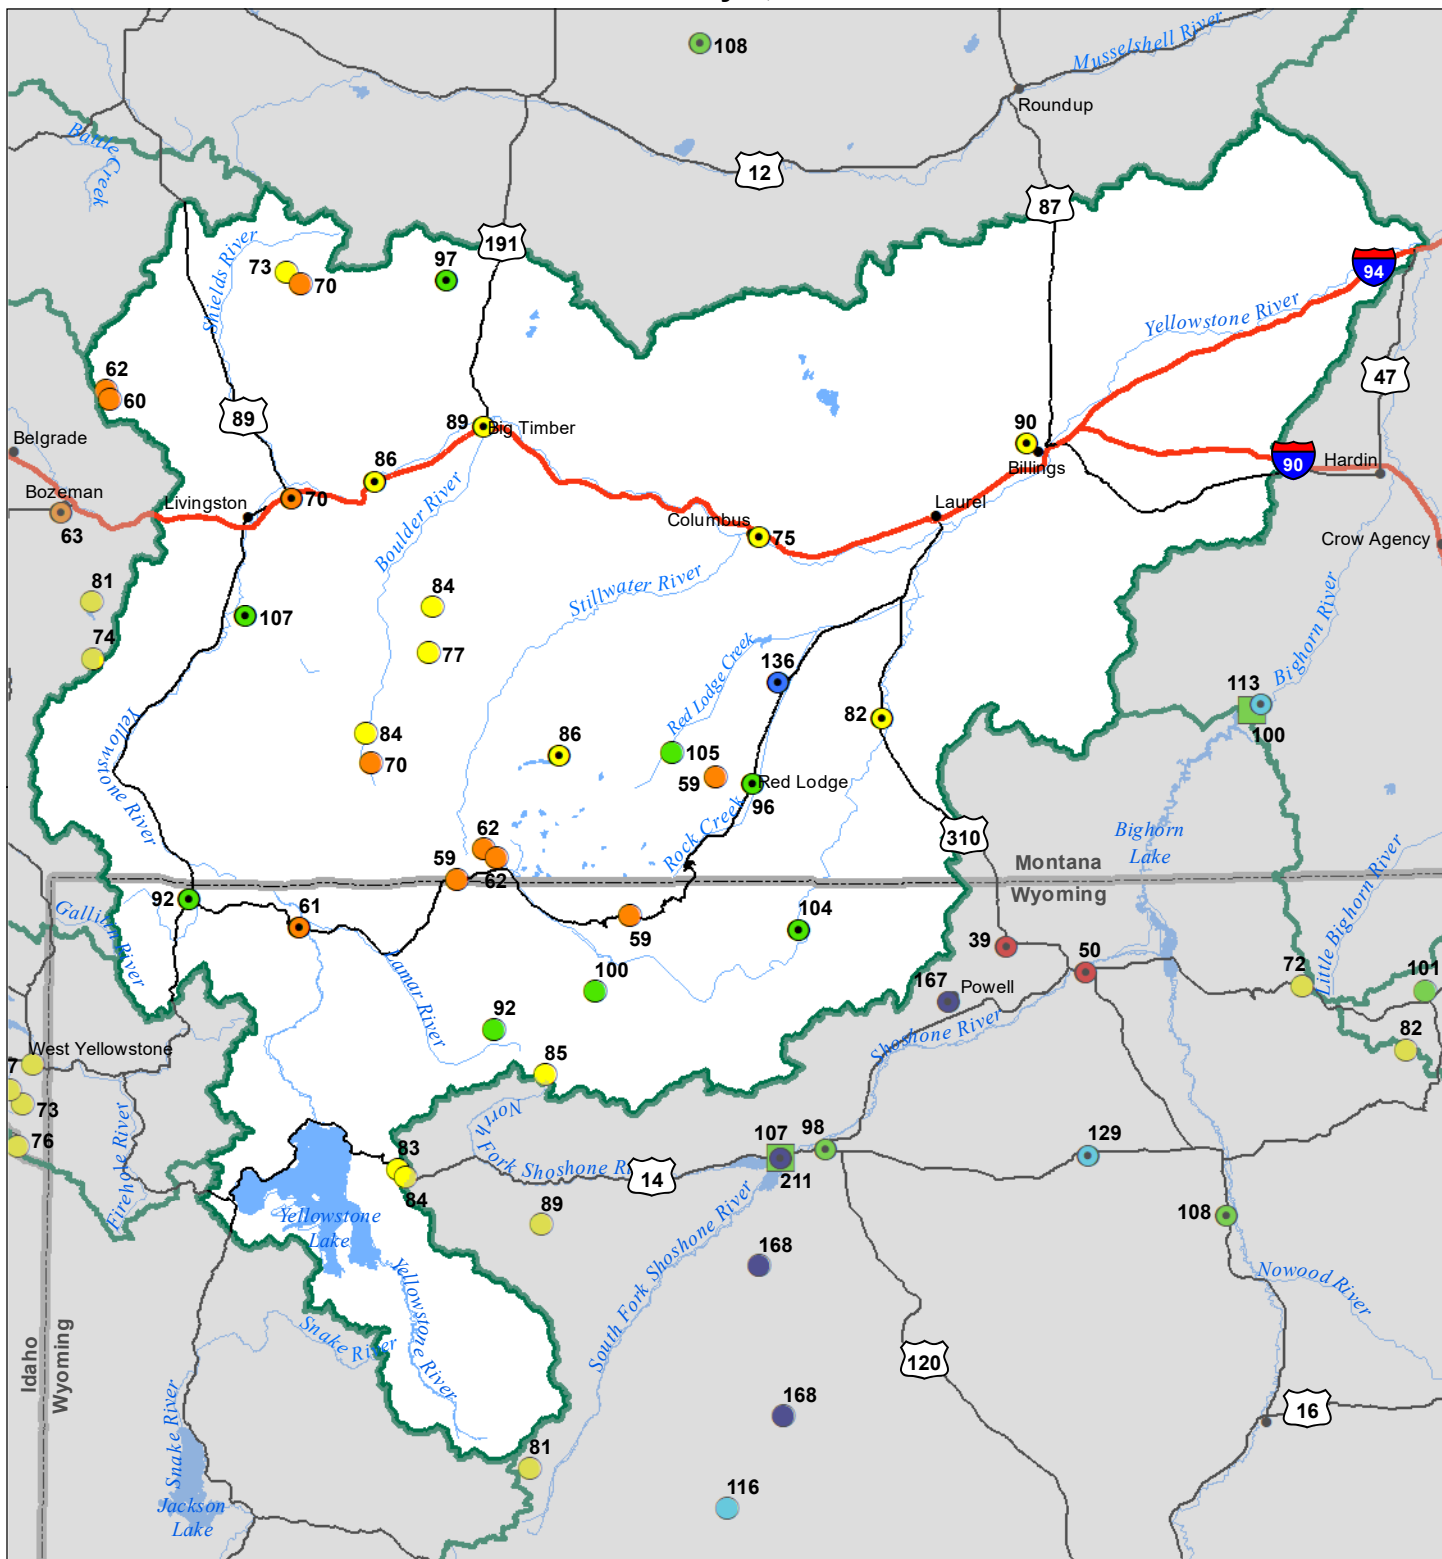 108
Musselshell River
Roundup
Battle
Creek
12
87
191
Shields River
73
70
97
94
Yellowstone River
47
62
60
89
89
Big Timber
90
Billings
90
Hardin
Belgrade
Bozeman
63
Livingston
70
86
Boulder River
Columbus
75
Laurel
Crow Agency
81
74
107
84
77
Stillwater River
Red Lodge Creek
136
82
Bighorn River
113
100
84
70
86
105
59
Red Lodge
96
Rock Creek
Yellowstone River
310
Bighorn
Lake
62
59
62
Montana
Wyoming
Little Bighorn River
92
61
59
104
Gallitin River
Lamar River
100
92
85
39
50
167
Powell
Shoshone River
72
101
82
West Yellowstone
7
73
76
Firehole River
North
Fork Shoshone R
83
84
14
107
211
98
129
108
89
Yellowstone
Lake
Yellowstone River
South Fork Shoshone River
168
Nowood River
Snake River
Idaho
Wyoming
120
16
168
81
116
Snake River
Jackson
Lake